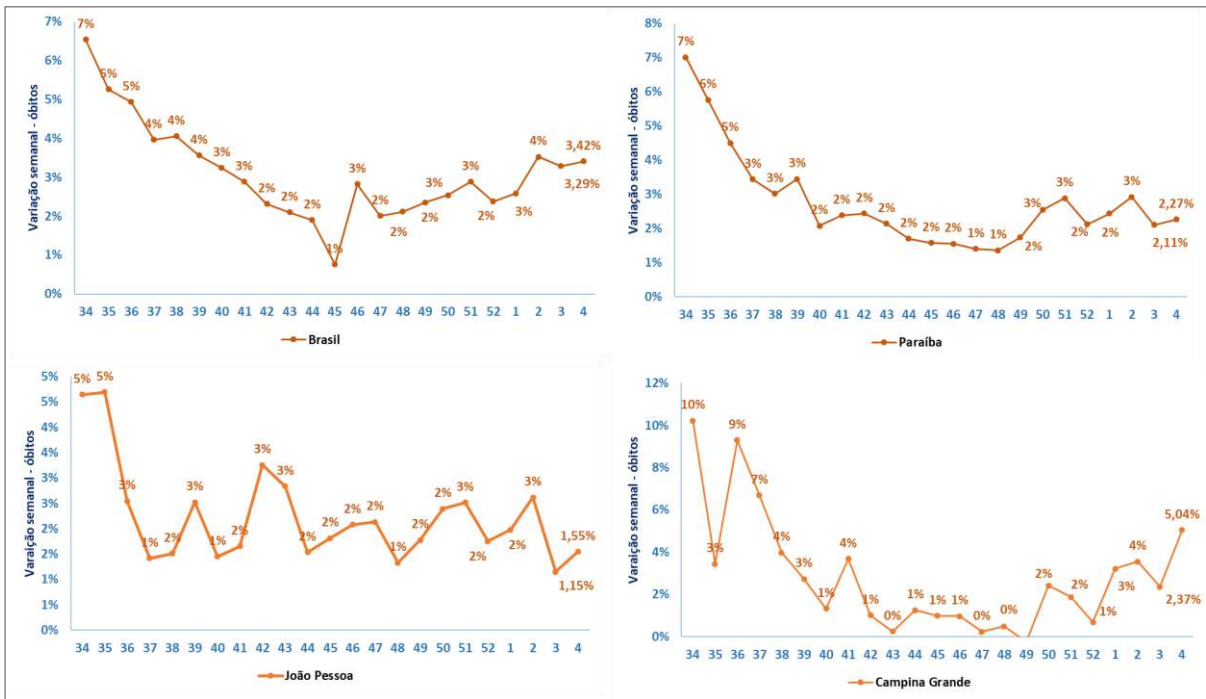 7%
6%
5%
4%
3%
2%
1%
0%
Variação semanal - óbitos
7% 5% 5% 4% 4% 4% 3% 3% 2% 2% 2% 1% 3% 2% 2% 2% 3% 3% 2% 3% 4% 3,29% 3,42%
34 35 36 37 38 39 40 41 42 43 44 45 46 47 48 49 50 51 52 1 2 3 4
Brasil
8%
7%
6%
5%
4%
3%
2%
1%
0%
Variação semanal - óbitos
7% 6% 5% 3% 3% 3% 2% 2% 2% 2% 2% 2% 2% 1% 1% 2% 3% 3% 2% 2% 3% 2,11% 2,27%
34 35 36 37 38 39 40 41 42 43 44 45 46 47 48 49 50 51 52 1 2 3 4
Paraíba
5%
5%
4%
4%
3%
3%
2%
2%
1%
1%
0%
Varaição semanal - óbitos
5% 5% 3% 1% 2% 3% 1% 2% 3% 3% 2% 2% 2% 2% 1% 2% 2% 3% 2% 2% 3% 1,15% 1,55%
34 35 36 37 38 39 40 41 42 43 44 45 46 47 48 49 50 51 52 1 2 3 4
João Pessoa
12%
10%
8%
6%
4%
2%
0%
Varaição semanal - óbitos
10% 3% 9% 7% 4% 3% 1% 4% 1% 0% 1% 1% 1% 0% 0% 2% 2% 1% 3% 4% 2,37% 5,04%
34 35 36 37 38 39 40 41 42 43 44 45 46 47 48 49 50 51 52 1 2 3 4
Campina Grande